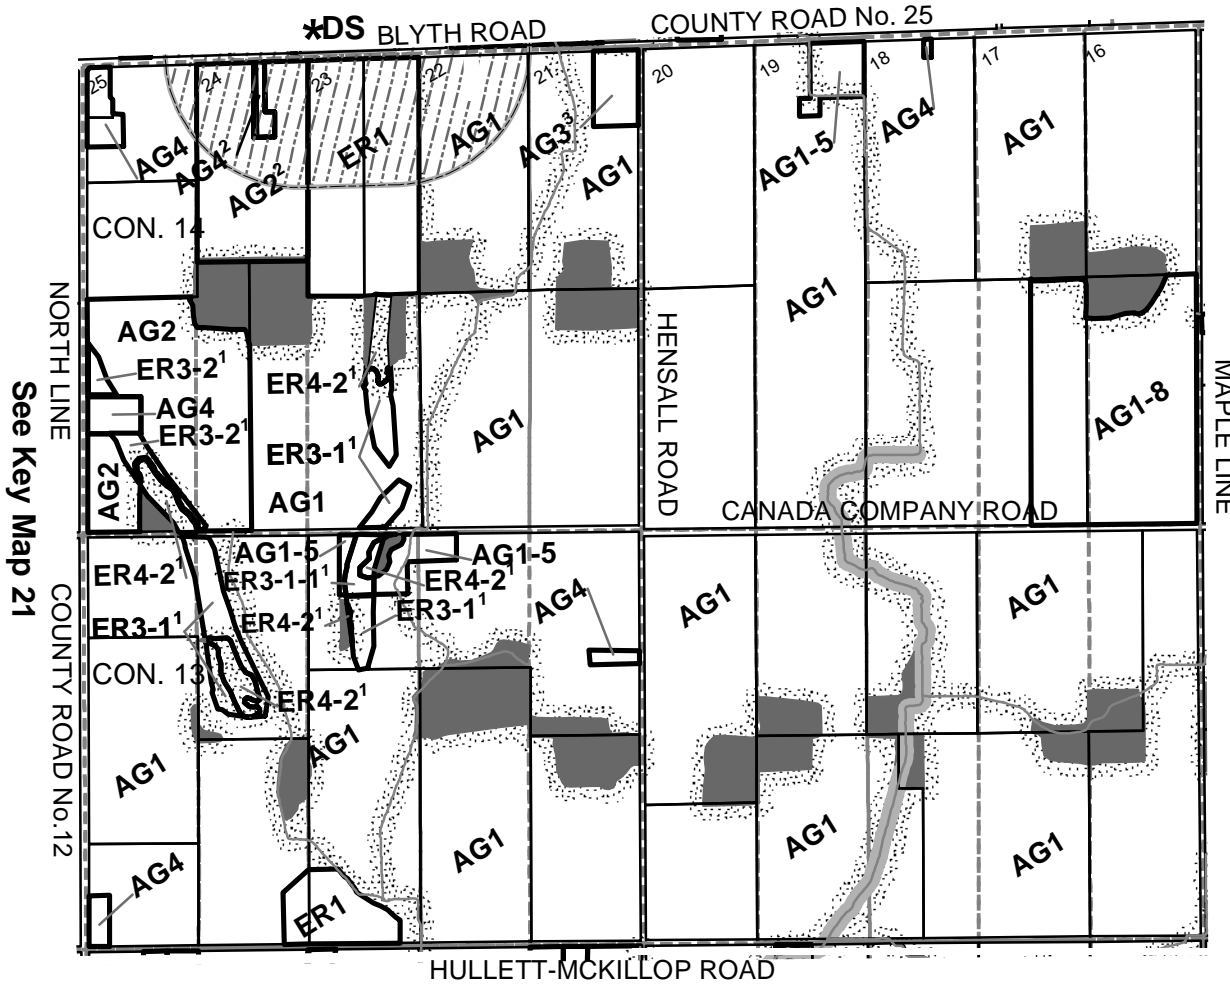 *DS
BLYTH ROAD
COUNTY ROAD No. 25
25
24
23
22
21
20
19
18
17
16
AG4
AG4²
AG2²
ER1
AG1
AG3³
AG1
AG1-5
AG4
AG1
CON. 14
NORTH LINE
AG2
ER3-2¹
AG4
ER3-2¹
AG2
ER4-2¹
ER3-1¹
AG1
AG1
HENSALL ROAD
AG1
AG1-8
MAPLE LINE
See Key Map 21
CANADA COMPANY ROAD
AG1-5
AG1-5
ER4-2¹
ER3-1-1¹
ER4-2¹
ER3-1¹
ER4-2¹
ER3-1¹
AG4
AG1
AG1
COUNTY ROAD No.12
CON. 13
ER4-2¹
AG1
AG1
AG1
AG1
AG1
AG4
ER1
HULLETT-MCKILLOP ROAD